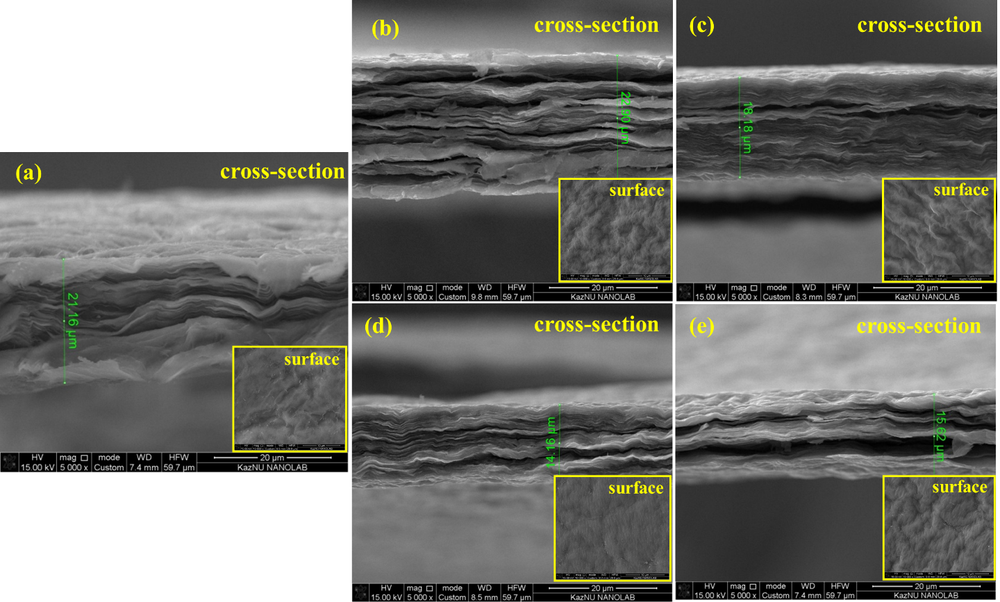 (a)
cross-section
21.16 µm
surface
HV mag mode WD HFW
15.00 kV 5 000 x Custom 7.4 mm 59.7 µm
20 µm
KazNU NANOLAB
(b)
cross-section
22.90 µm
surface
HV mag mode WD HFW
15.00 kV 5 000 x Custom 9.8 mm 59.7 µm
20 µm
KazNU NANOLAB
(c)
cross-section
18.18 µm
surface
HV mag mode WD HFW
15.00 kV 5 000 x Custom 8.3 mm 59.7 µm
20 µm
KazNU NANOLAB
(d)
cross-section
14.16 µm
surface
HV mag mode WD HFW
15.00 kV 5 000 x Custom 8.5 mm 59.7 µm
20 µm
KazNU NANOLAB
(e)
cross-section
15.62 µm
surface
HV mag mode WD HFW
15.00 kV 5 000 x Custom 7.4 mm 59.7 µm
20 µm
KazNU NANOLAB